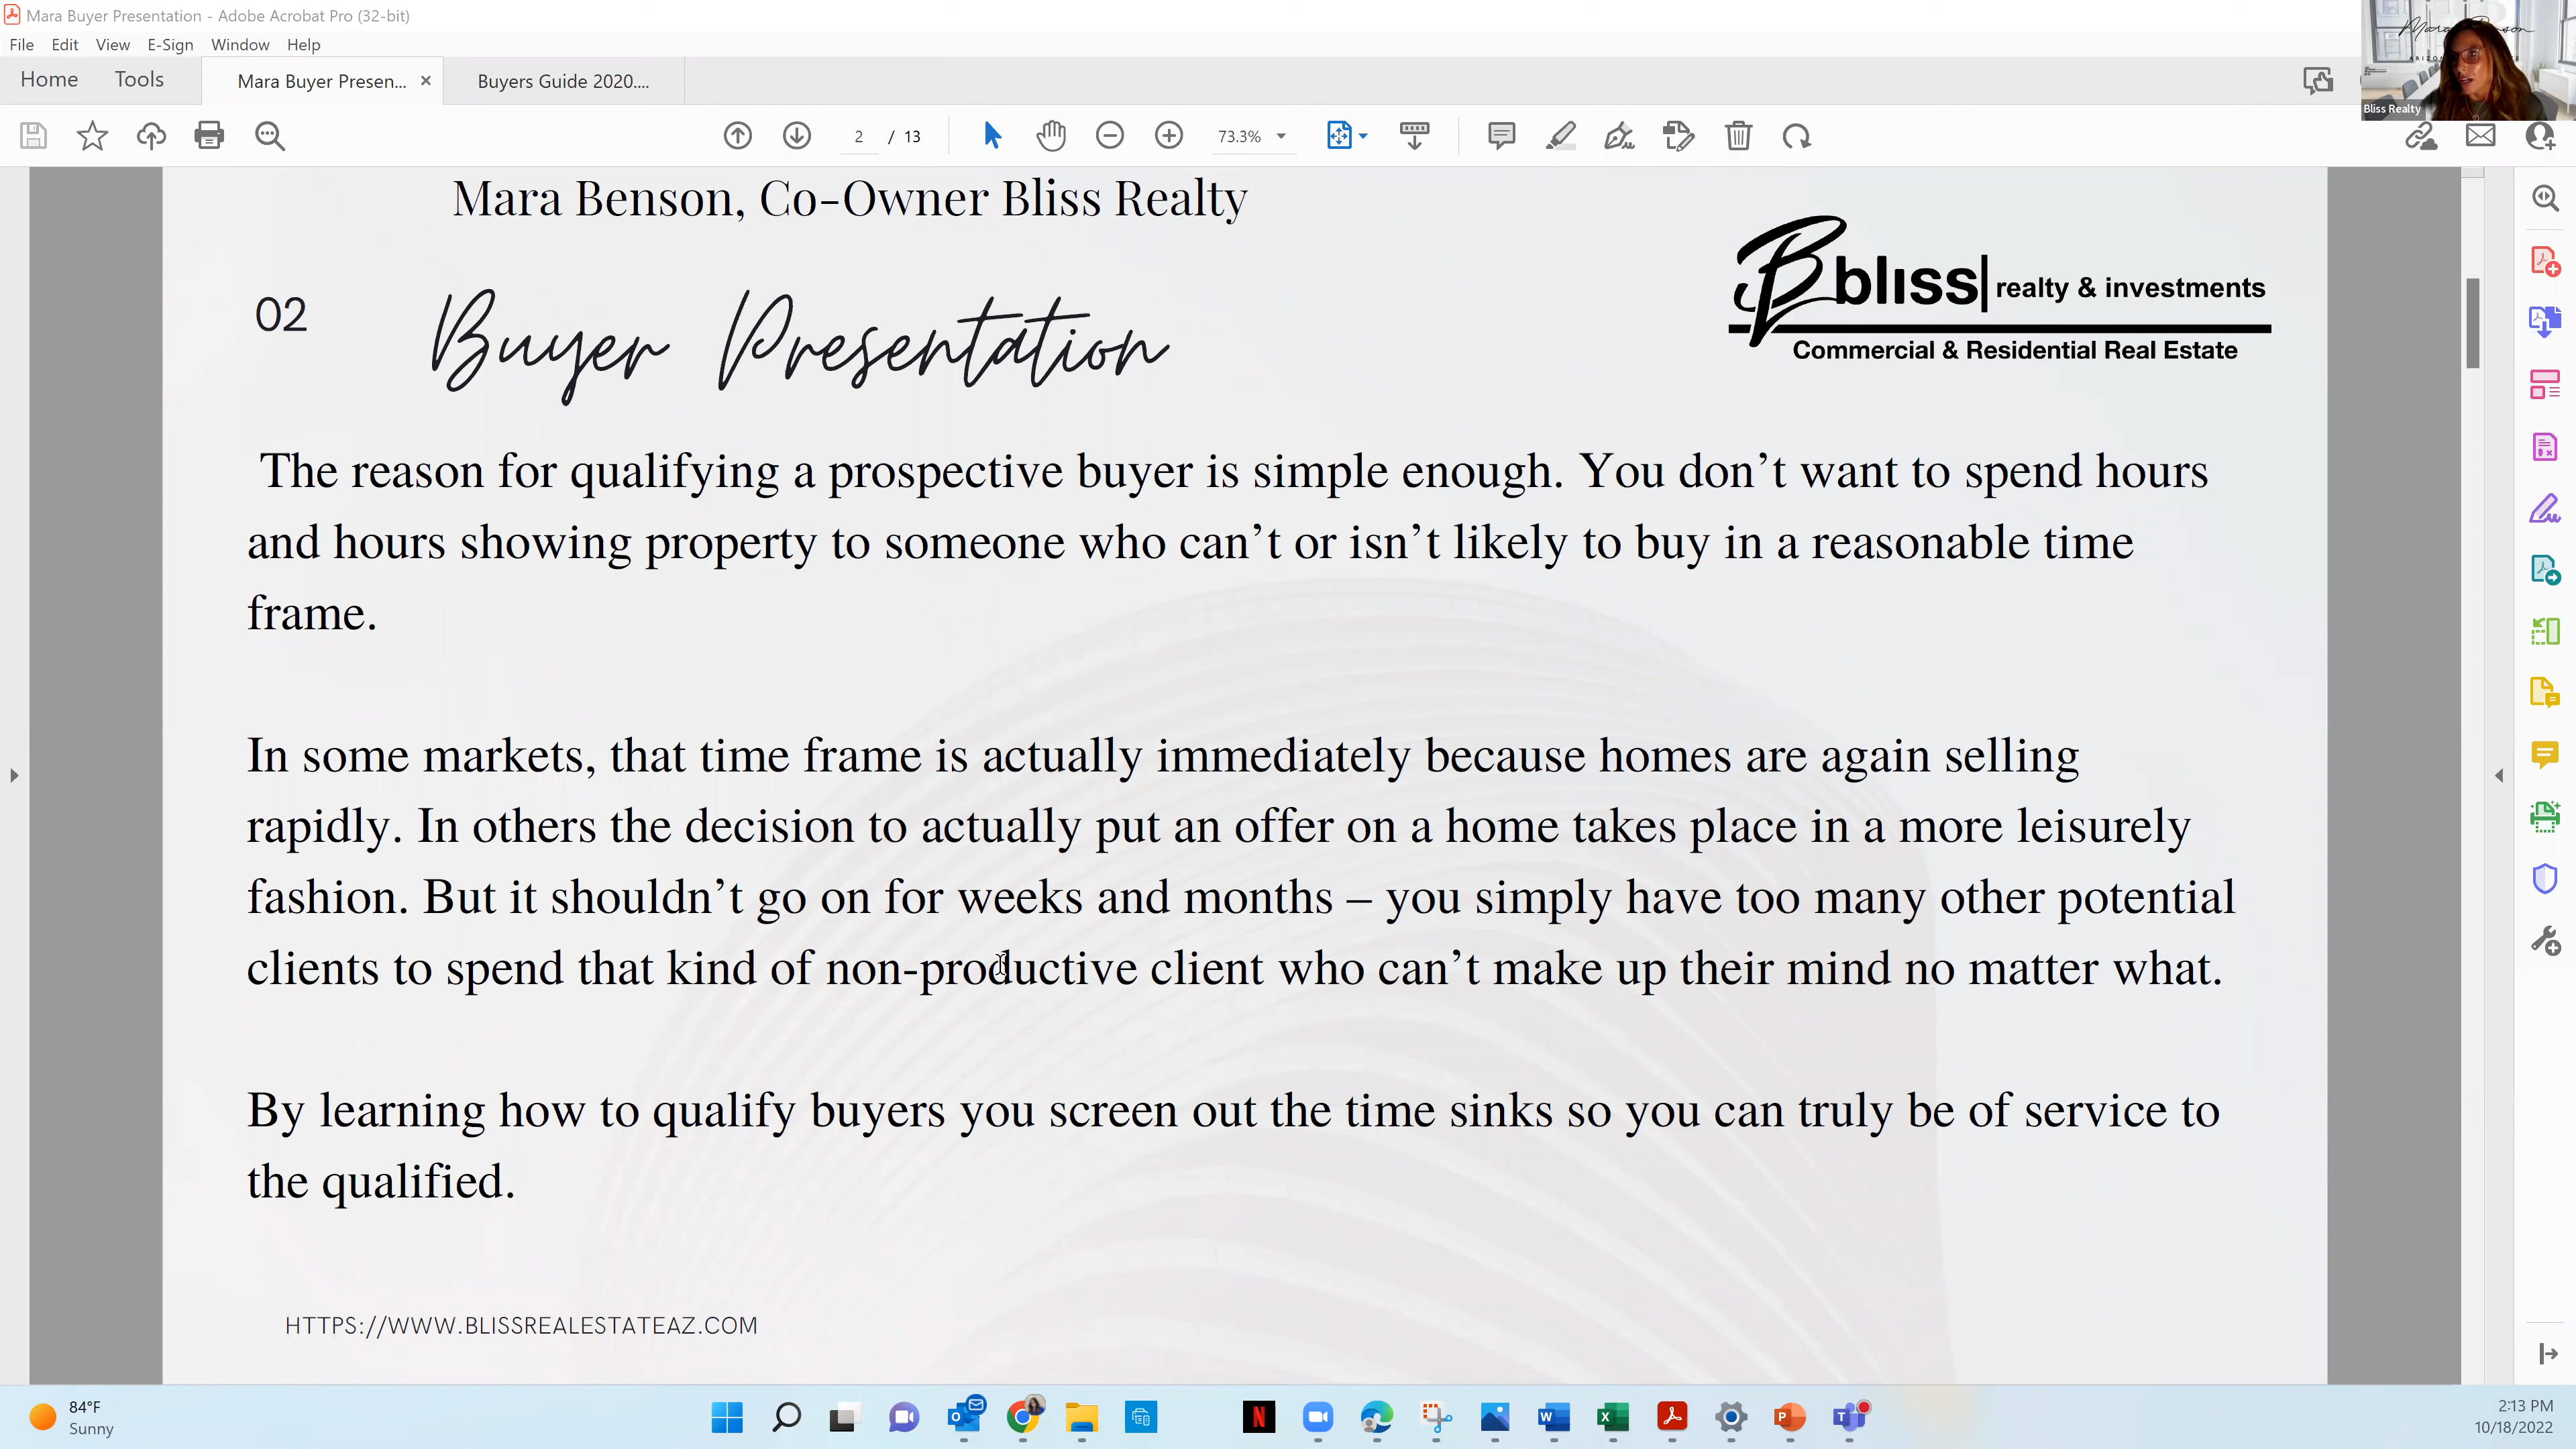 Mara Buyer Presentation - Adobe Acrobat Pro (32-bit)
File Edit View E-Sign Window Help
Home Tools Mara Buyer Presen... × Buyers Guide 2020....
2 / 13 73.3%
Bliss Realty
Mara Benson, Co-Owner Bliss Realty
02 Buyer Presentation
B bliss| realty & investments
Commercial & Residential Real Estate
The reason for qualifying a prospective buyer is simple enough. You don’t want to spend hours
and hours showing property to someone who can’t or isn’t likely to buy in a reasonable time
frame.
In some markets, that time frame is actually immediately because homes are again selling
rapidly. In others the decision to actually put an offer on a home takes place in a more leisurely
fashion. But it shouldn’t go on for weeks and months – you simply have too many other potential
clients to spend that kind of non-productive client who can’t make up their mind no matter what.
By learning how to qualify buyers you screen out the time sinks so you can truly be of service to
the qualified.
HTTPS://WWW.BLISSREALESTATEAZ.COM
84°F
Sunny
2:13 PM
10/18/2022